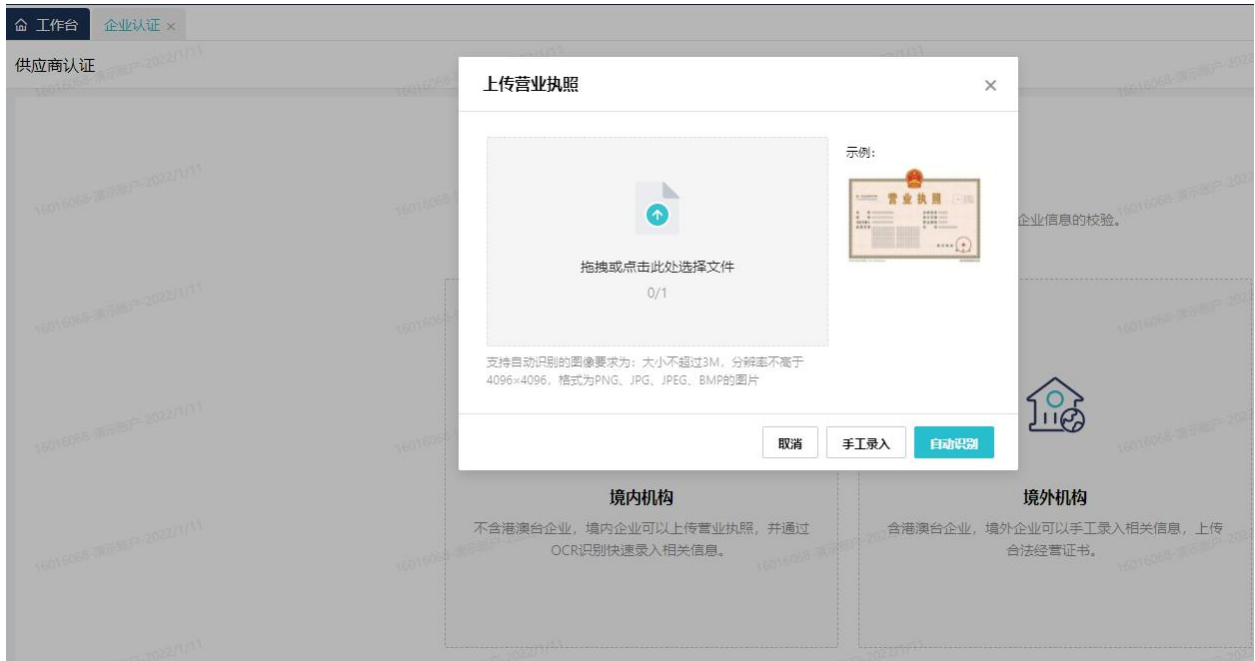 工作台
企业认证 ×
供应商认证
上传营业执照
示例：
营业执照
拖拽或点击此处选择文件
0/1
企业信息的校验。
支持自动识别的图像要求为：大小不超过3M，分辨率不高于
4096×4096，格式为PNG、JPG、JPEG、BMP的图片
取消
手工录入
自动识别
境内机构
不含港澳台企业，境内企业可以上传营业执照，并通过
OCR识别快速录入相关信息。
境外机构
含港澳台企业，境外企业可以手工录入相关信息，上传
合法经营证书。
16016068-演示账户-2022/1/11